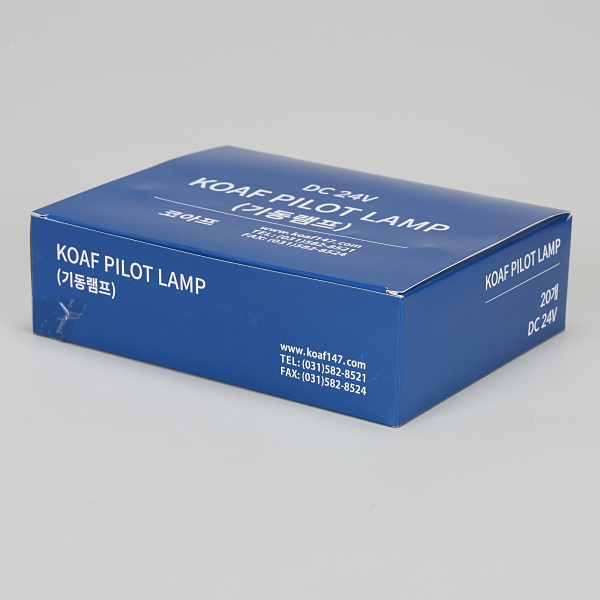 DC 24V
KOAF PILOT LAMP
(기동램프)
코아프
www.koaf147.com
TEL: (031)582-8521
FAX: (031)582-8524
KOAF PILOT LAMP
(기동램프)
www.koaf147.com
TEL: (031)582-8521
FAX: (031)582-8524
KOAF PILOT LAMP
20개
DC 24V